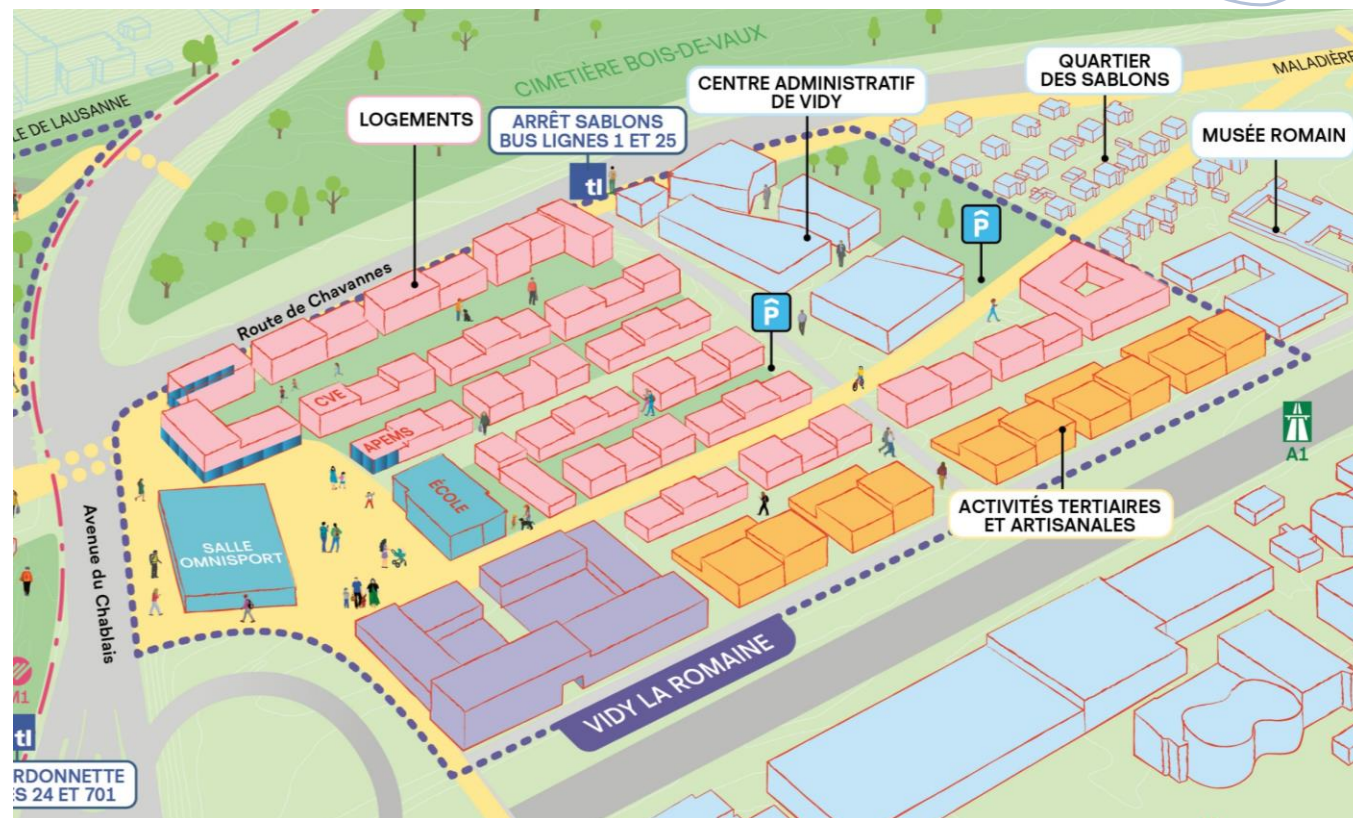 CIMETIÈRE BOIS-DE-VAUX
LE DE LAUSANNE
LOGEMENTS
ARRÊT SABLONS
BUS LIGNES 1 ET 25
tl
CENTRE ADMINISTRATIF
DE VIDY
QUARTIER
DES SABLONS
MALADIÈRE
MUSÉE ROMAIN
P
P
Route de Chavannes
CVE
APEMS
ÉCOLE
SALLE
OMNISPORT
Avenue du Chablais
A1
ACTIVITÉS TERTIAIRES
ET ARTISANALES
VIDY LA ROMAINE
M1
tl
RDONNETTE
S 24 ET 701